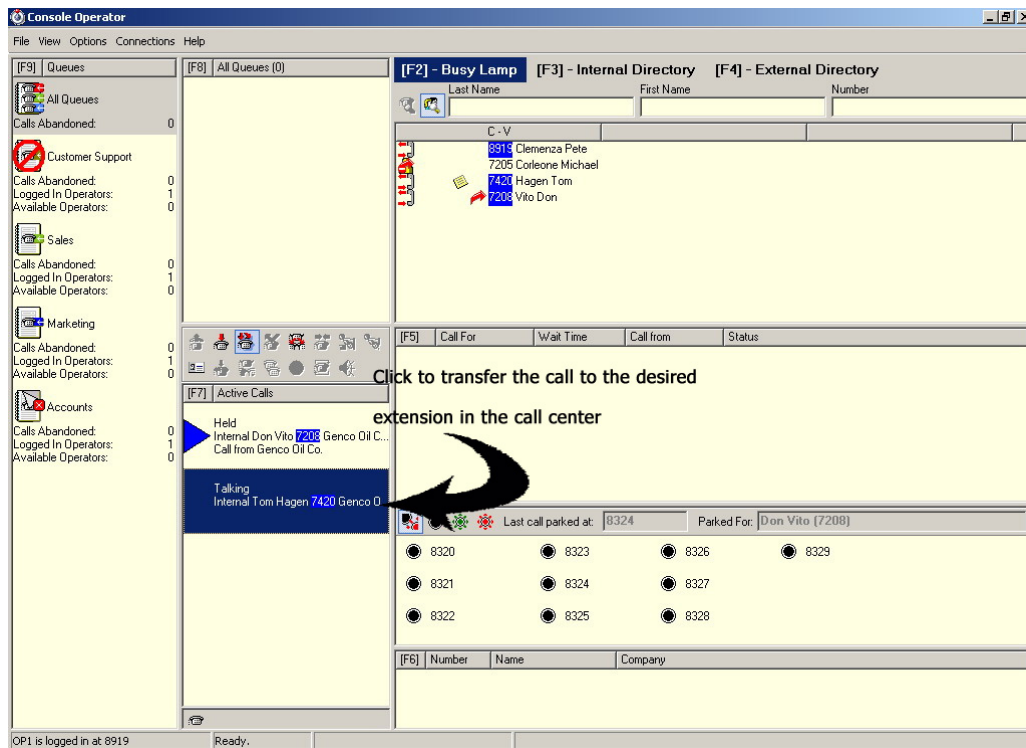 Console Operator
File View Options Connections Help
[F9] Queues
All Queues
Calls Abandoned: 0
Customer Support
Calls Abandoned: 0
Logged In Operators: 1
Available Operators: 0
Sales
Calls Abandoned: 0
Logged In Operators: 1
Available Operators: 0
Marketing
Calls Abandoned: 0
Logged In Operators: 1
Available Operators: 0
Accounts
Calls Abandoned: 0
Logged In Operators: 1
Available Operators: 0
[F8] All Queues (0)
[F7] Active Calls
Held
Internal Don Vito 7208 Genco Oil C...
Call from Genco Oil Co.
Talking
Internal Tom Hagen 7420 Genco O
[F2] - Busy Lamp [F3] - Internal Directory [F4] - External Directory
Last Name First Name Number
C - V
8919 Clemenza Pete
7205 Corleone Michael
7420 Hagen Tom
7208 Vito Don
[F5] Call For Wait Time Call from Status
Click to transfer the call to the desired
extension in the call center
Last call parked at: 8324 Parked For: Don Vito (7208)
8320 8323 8326 8329
8321 8324 8327
8322 8325 8328
[F6] Number Name Company
OP1 is logged in at 8919 Ready.